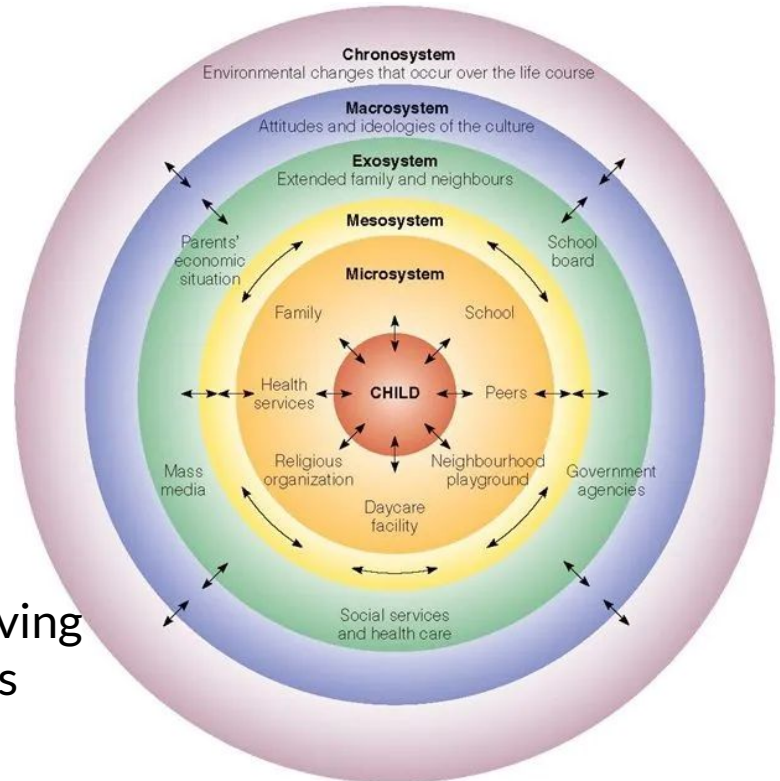 Chronosystem
Environmental changes that occur over the life course
Macrosystem
Attitudes and ideologies of the culture
Exosystem
Extended family and neighbours
Mesosystem
Parents'
economic
situation
School
board
Microsystem
Family
School
Health
services
CHILD
Peers
Religious
organization
Neighbourhood
playground
Mass
media
Government
agencies
Daycare
facility
Social services
and health care
ving
s